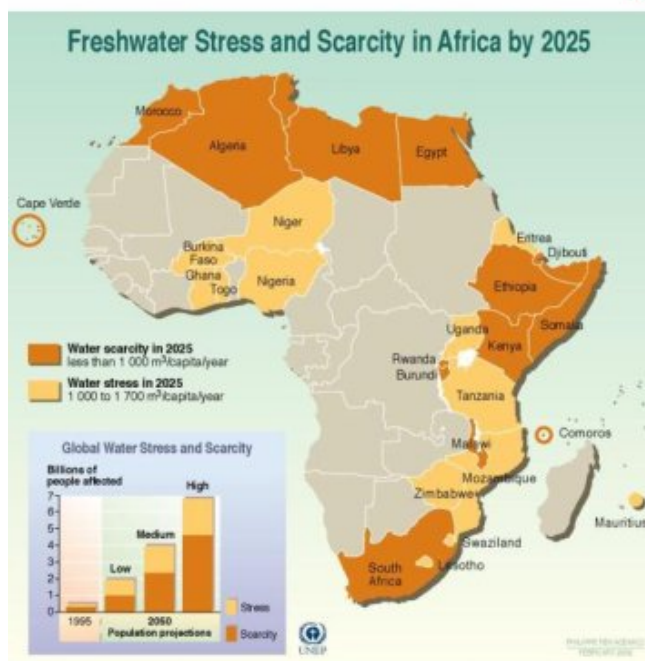 Freshwater Stress and Scarcity in Africa by 2025
Morocco
Algeria
Libya
Egypt
Cape Verde
Niger
Burkina
Faso
Ghana
Togo
Nigeria
Eritrea
Djibouti
Ethiopia
Somalia
Uganda
Kenya
Rwanda
Burundi
Tanzania
Comoros
Malawi
Mozambique
Zimbabwe
Mauritius
Swaziland
Lesotho
South
Africa
Water scarcity in 2025
less than 1 000 m³/capita/year
Water stress in 2025
1 000 to 1 700 m³/capita/year
Global Water Stress and Scarcity
Billions of
people affected
7
6
5
4
3
2
1
0
Low
Medium
High
1995
2050
Population projections
Stress
Scarcity
UNEP